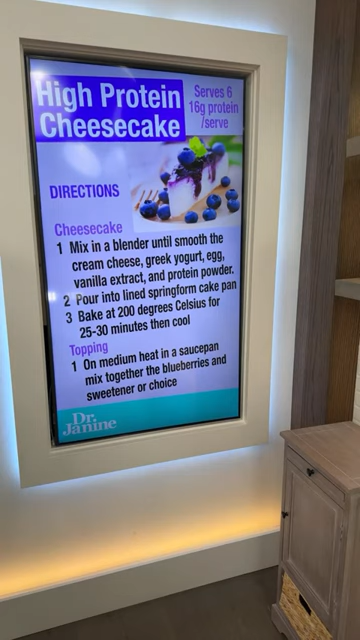 High Protein
Cheesecake
Serves 6
16g protein
/serve
DIRECTIONS
Cheesecake
1 Mix in a blender until smooth the
cream cheese, greek yogurt, egg,
vanilla extract, and protein powder.
2 Pour into lined springform cake pan
3 Bake at 200 degrees Celsius for
25-30 minutes then cool
Topping
1 On medium heat in a saucepan
mix together the blueberries and
sweetener or choice
Dr.
Janine